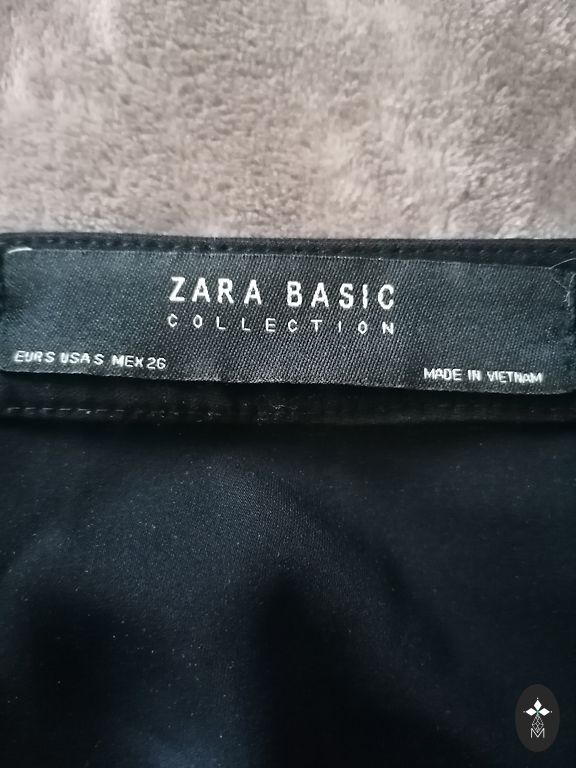 ZARA BASIC
COLLECTION
EUR S USA S MEX 26
MADE IN VIETNAM
M